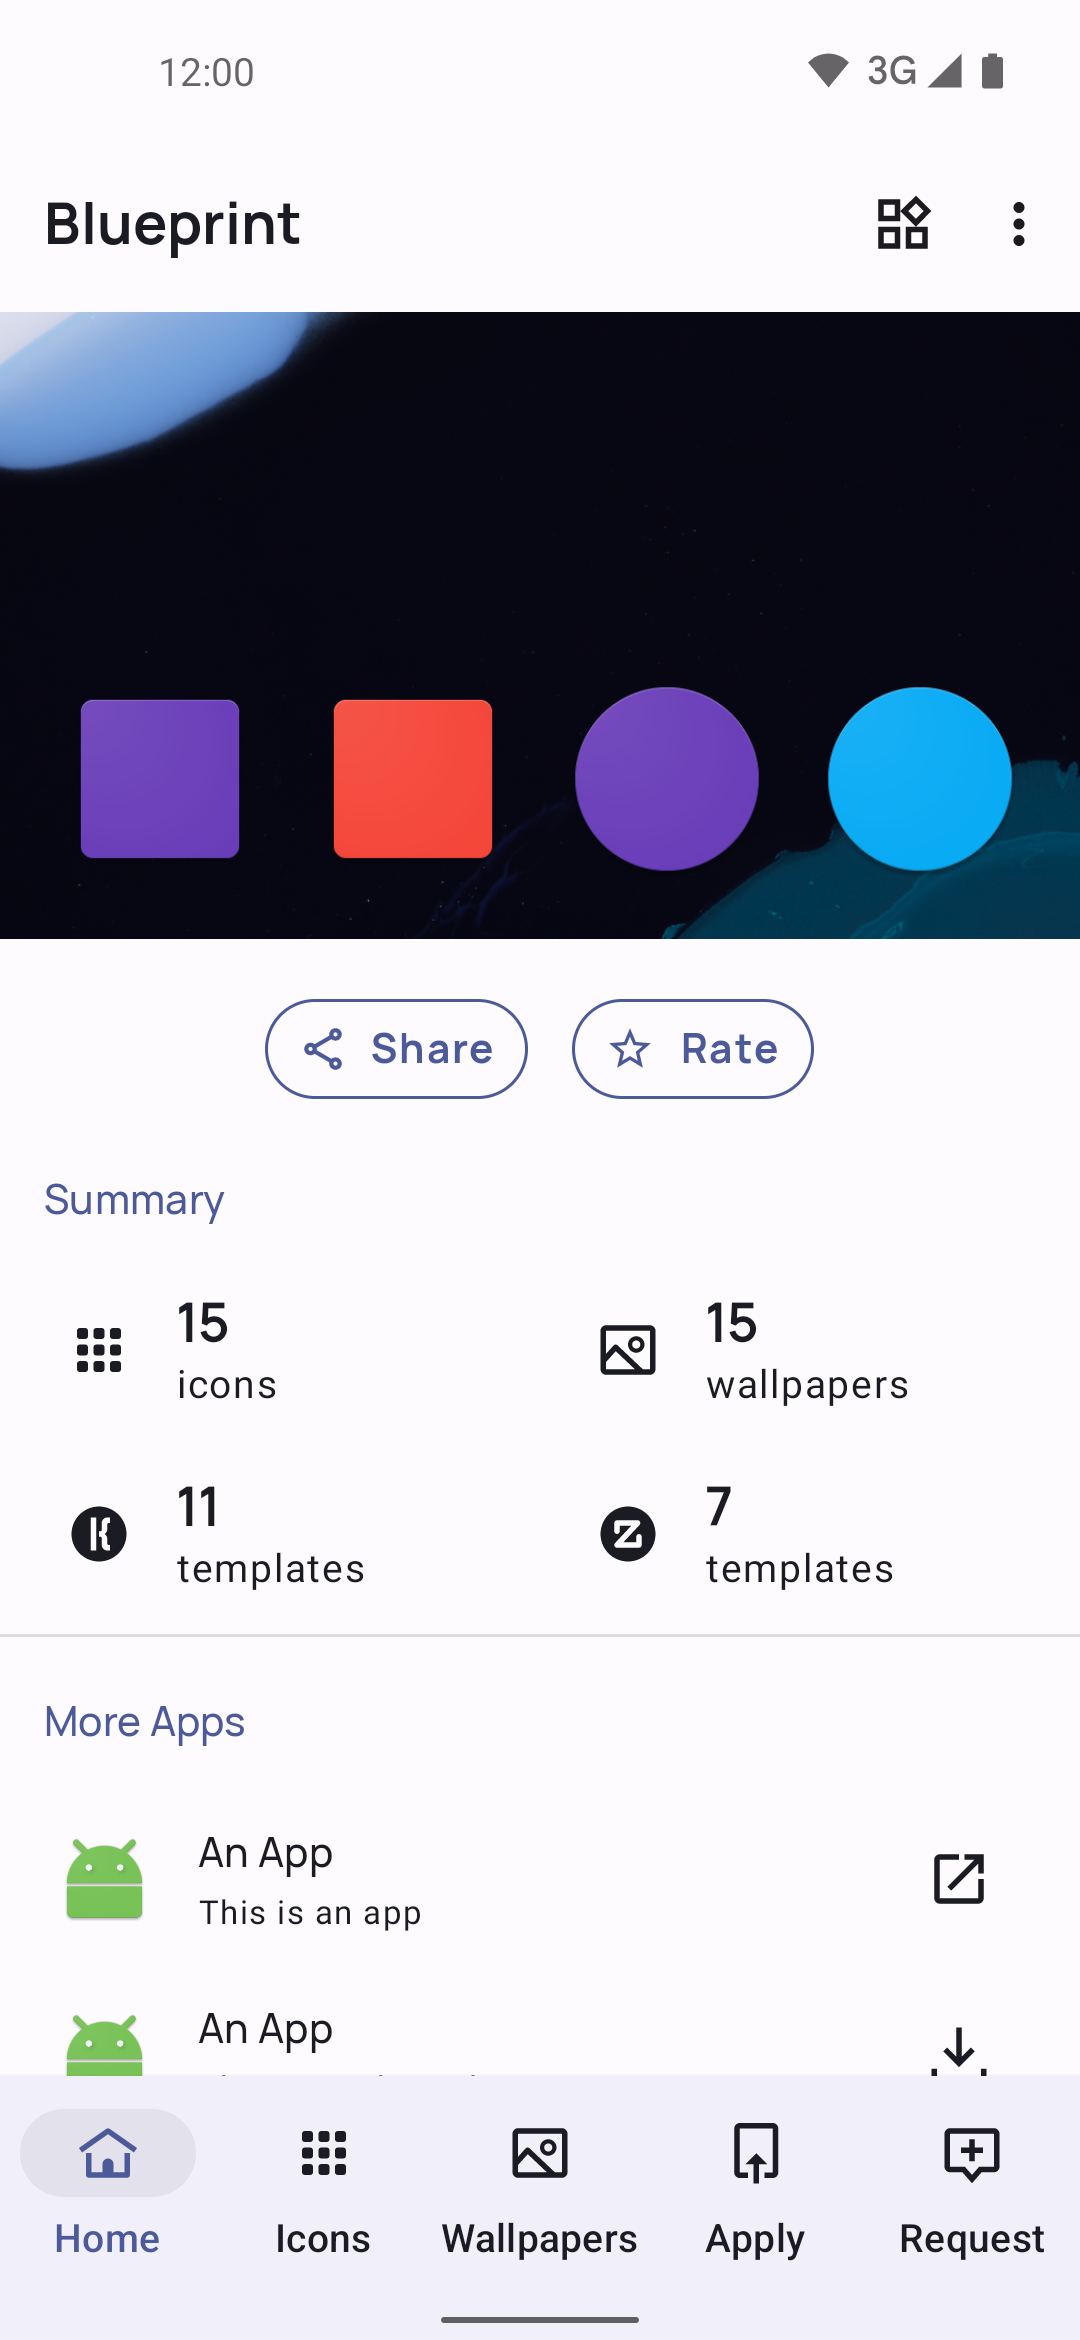 12:00
3G
Blueprint
Share
Rate
Summary
15
icons
15
wallpapers
11
templates
7
templates
More Apps
An App
This is an app
An App
Home
Icons
Wallpapers
Apply
Request